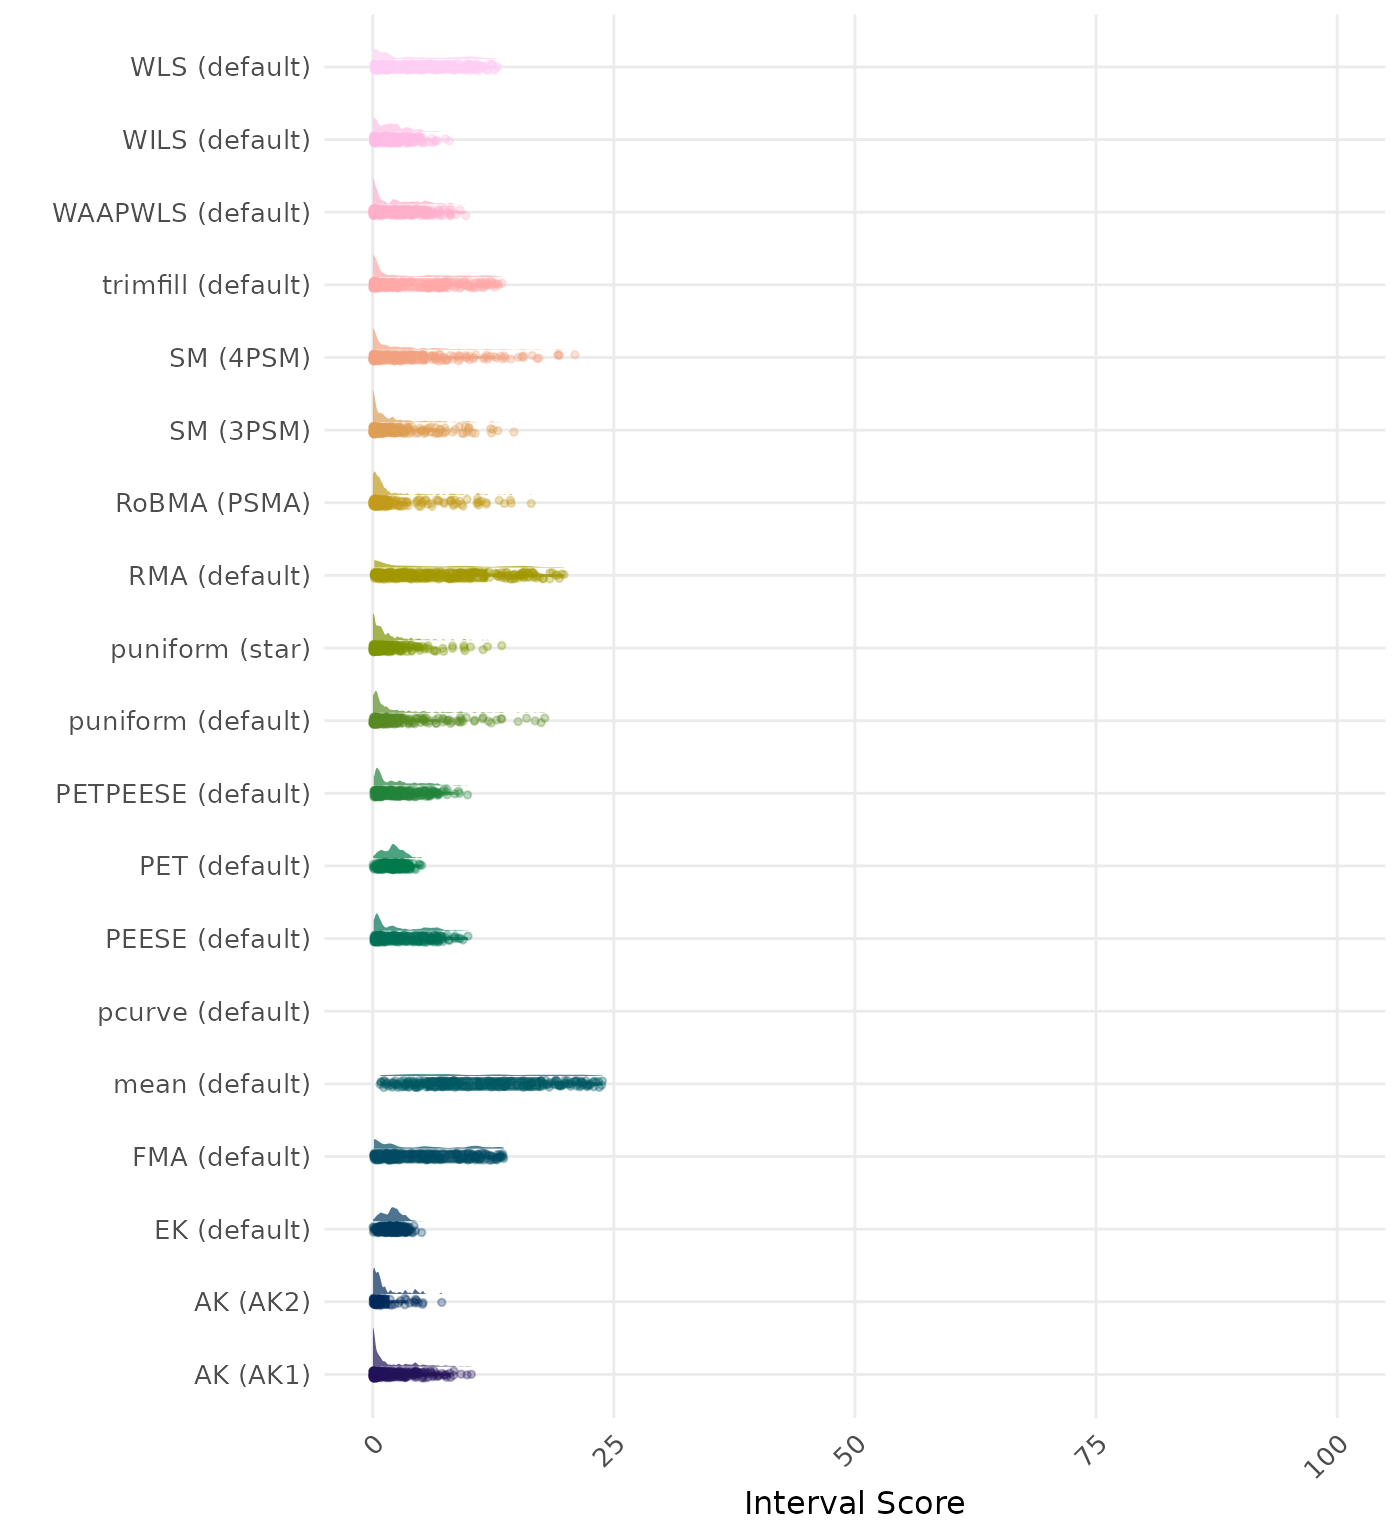 WLS (default)
WILS (default)
WAAPWLS (default)
trimfill (default)
SM (4PSM)
SM (3PSM)
RoBMA (PSMA)
RMA (default)
puniform (star)
puniform (default)
PETPEESE (default)
PET (default)
PEESE (default)
pcurve (default)
mean (default)
FMA (default)
EK (default)
AK (AK2)
AK (AK1)
0 25 50 75 100
Interval Score